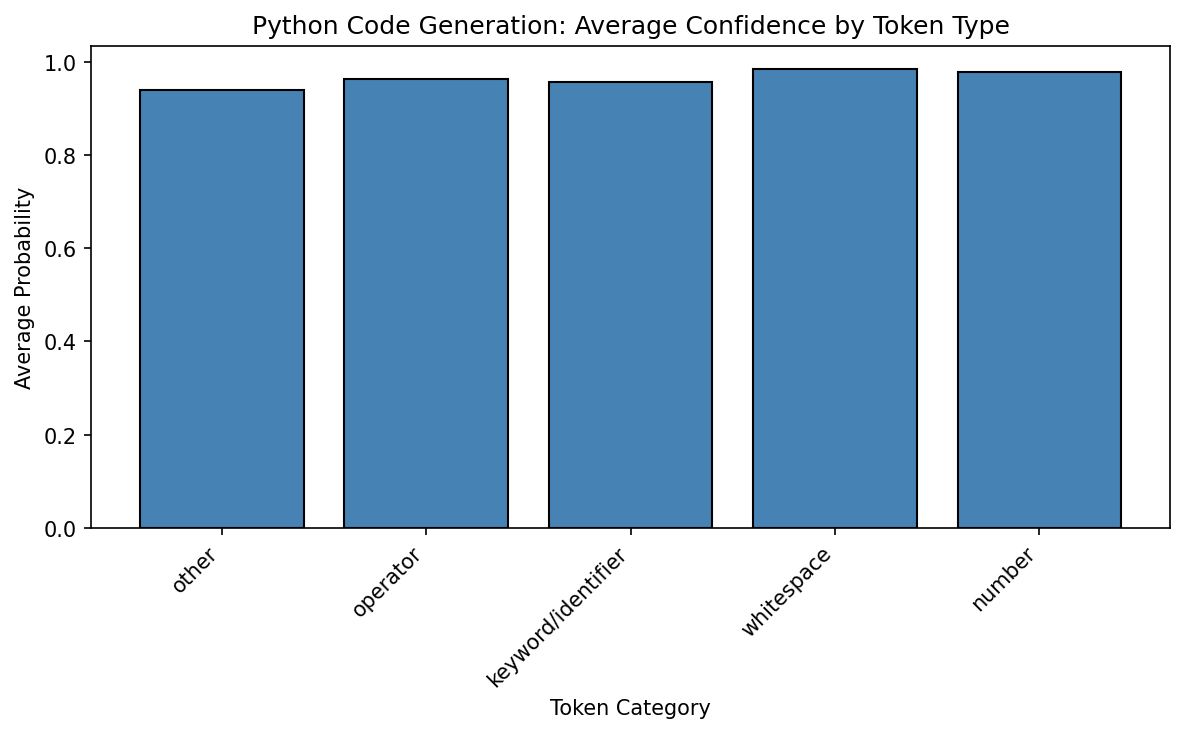 Python Code Generation: Average Confidence by Token Type
1.0
0.8
0.6
0.4
0.2
0.0
Average Probability
other
operator
keyword/identifier
whitespace
number
Token Category